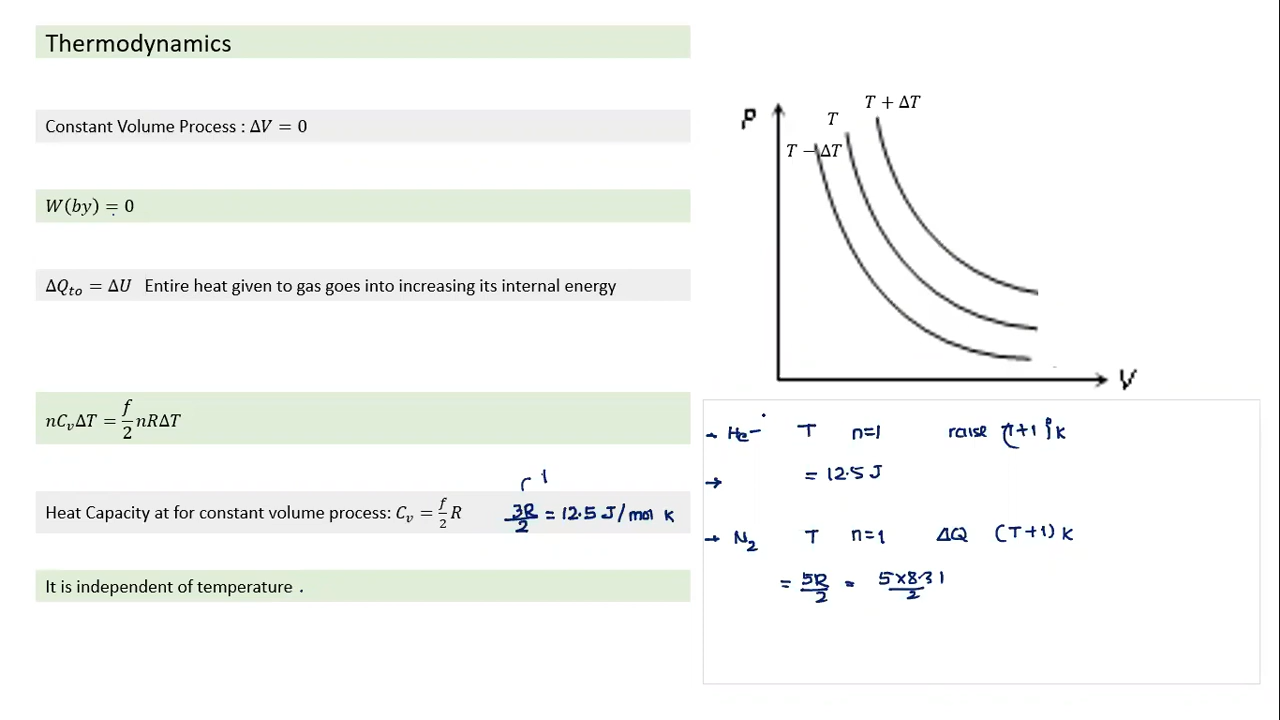 Thermodynamics
Constant Volume Process : ΔV = 0
W(by) = 0
ΔQ_to = ΔU Entire heat given to gas goes into increasing its internal energy
nC_vΔT = f/2 nRΔT
Heat Capacity at for constant volume process: C_v = f/2 R 3R/2 = 12.5 J/mol K
It is independent of temperature .
P
T + ΔT
T
T − ΔT
V
→ He – T n=1 raise (T+1)K
→ = 12.5 J
→ N2 T n=1 ΔQ (T+1) K
= 5R/2 = 5×8.31/2